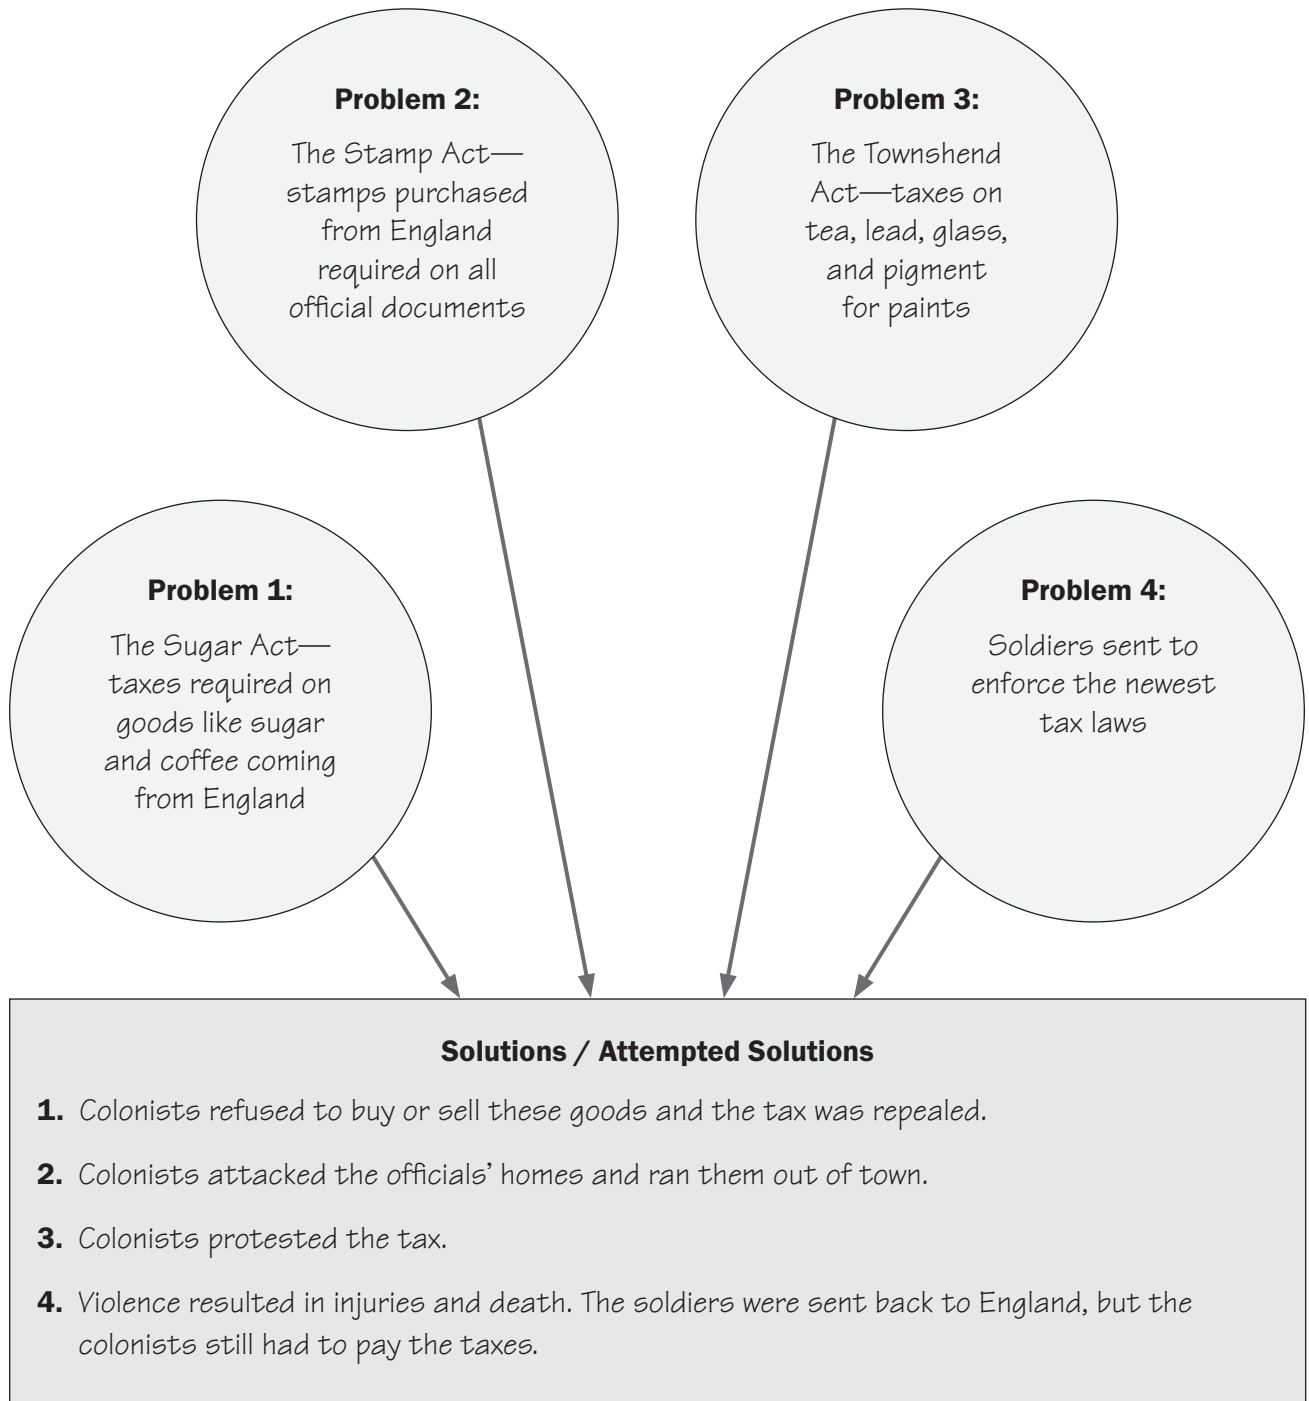 Problem 2:
The Stamp Act—
stamps purchased
from England
required on all
official documents
Problem 3:
The Townshend
Act—taxes on
tea, lead, glass,
and pigment
for paints
Problem 1:
The Sugar Act—
taxes required on
goods like sugar
and coffee coming
from England
Problem 4:
Soldiers sent to
enforce the newest
tax laws
Solutions / Attempted Solutions
1. Colonists refused to buy or sell these goods and the tax was repealed.
2. Colonists attacked the officials’ homes and ran them out of town.
3. Colonists protested the tax.
4. Violence resulted in injuries and death. The soldiers were sent back to England, but the
colonists still had to pay the taxes.